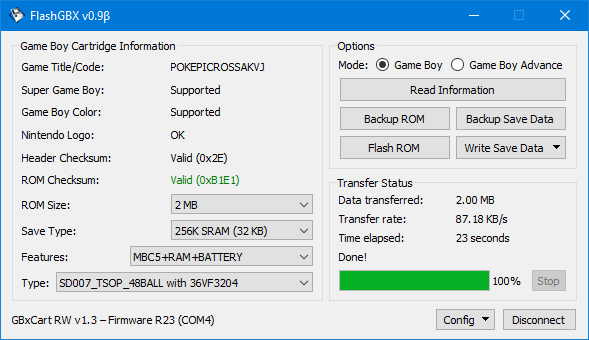 FlashGBX v0.9β
Game Boy Cartridge Information
Game Title/Code: POKEPICROSSAKVJ
Super Game Boy: Supported
Game Boy Color: Supported
Nintendo Logo: OK
Header Checksum: Valid (0x2E)
ROM Checksum: Valid (0xB1E1)
ROM Size: 2 MB
Save Type: 256K SRAM (32 KB)
Features: MBC5+RAM+BATTERY
Type: SD007_TSOP_48BALL with 36VF3204
Options
Mode: Game Boy Game Boy Advance
Read Information
Backup ROM Backup Save Data
Flash ROM Write Save Data
Transfer Status
Data transferred: 2.00 MB
Transfer rate: 87.18 KB/s
Time elapsed: 23 seconds
Done!
100% Stop
GBxCart RW v1.3 – Firmware R23 (COM4)
Config Disconnect